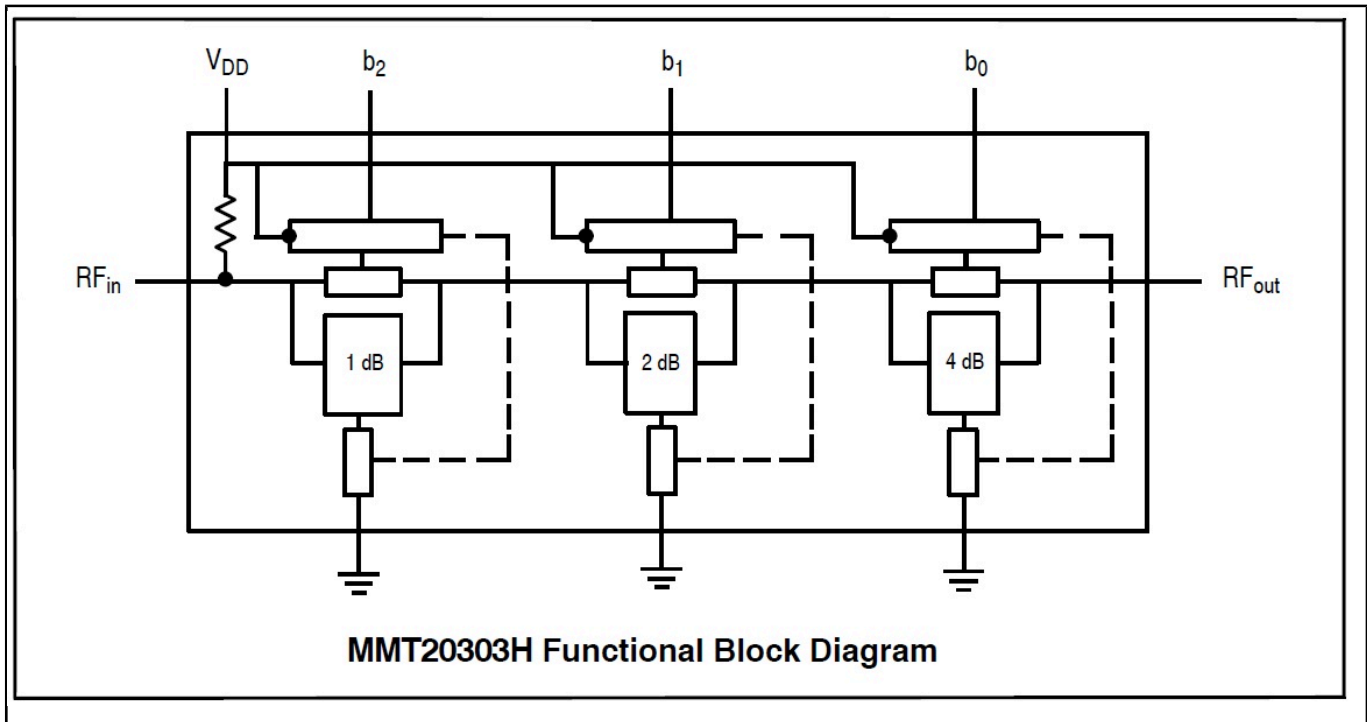 V_DD b_2 b_1 b_0
RF_in RF_out
1 dB 2 dB 4 dB
MMT20303H Functional Block Diagram